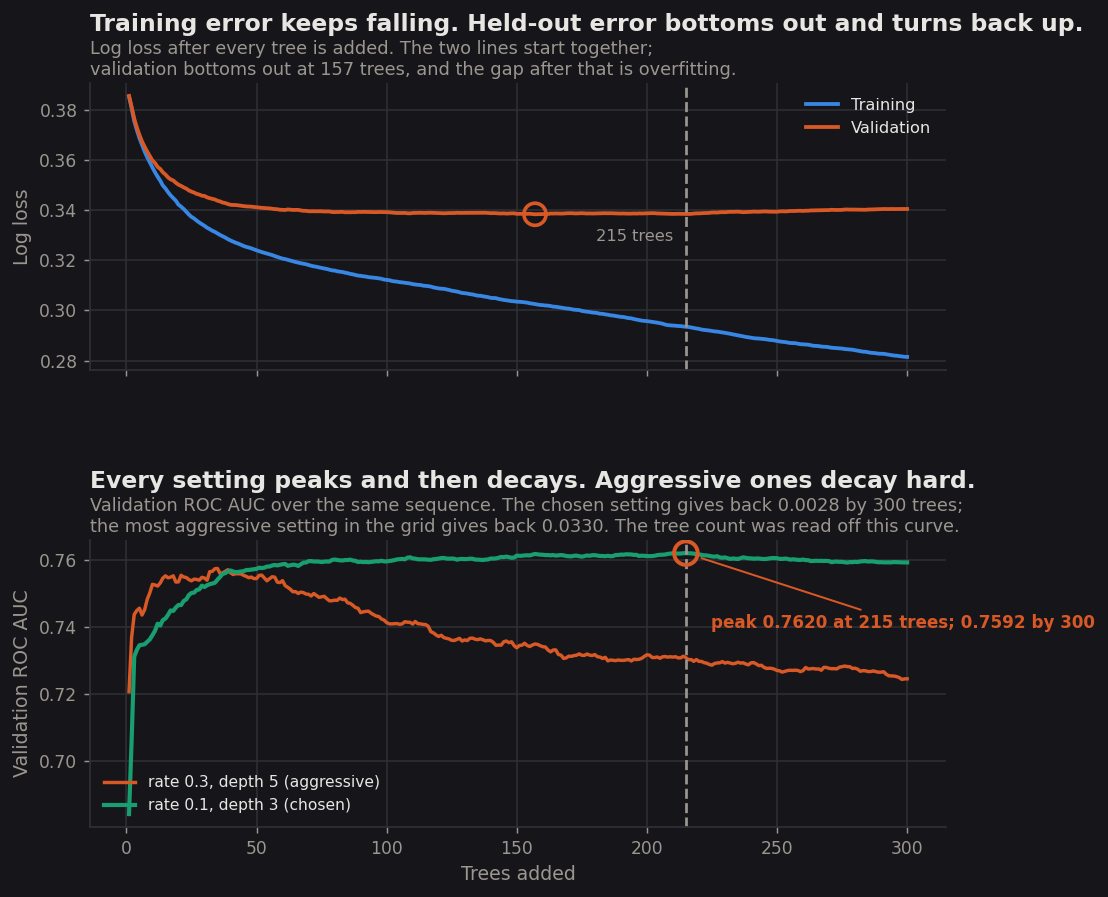 Training error keeps falling. Held-out error bottoms out and turns back up.
Log loss after every tree is added. The two lines start together;
validation bottoms out at 157 trees, and the gap after that is overfitting.
Training
Validation
0.38
0.36
0.34
0.32
0.30
0.28
Log loss
215 trees
Every setting peaks and then decays. Aggressive ones decay hard.
Validation ROC AUC over the same sequence. The chosen setting gives back 0.0028 by 300 trees;
the most aggressive setting in the grid gives back 0.0330. The tree count was read off this curve.
0.76
0.74
0.72
0.70
Validation ROC AUC
peak 0.7620 at 215 trees; 0.7592 by 300
rate 0.3, depth 5 (aggressive)
rate 0.1, depth 3 (chosen)
0 50 100 150 200 250 300
Trees added